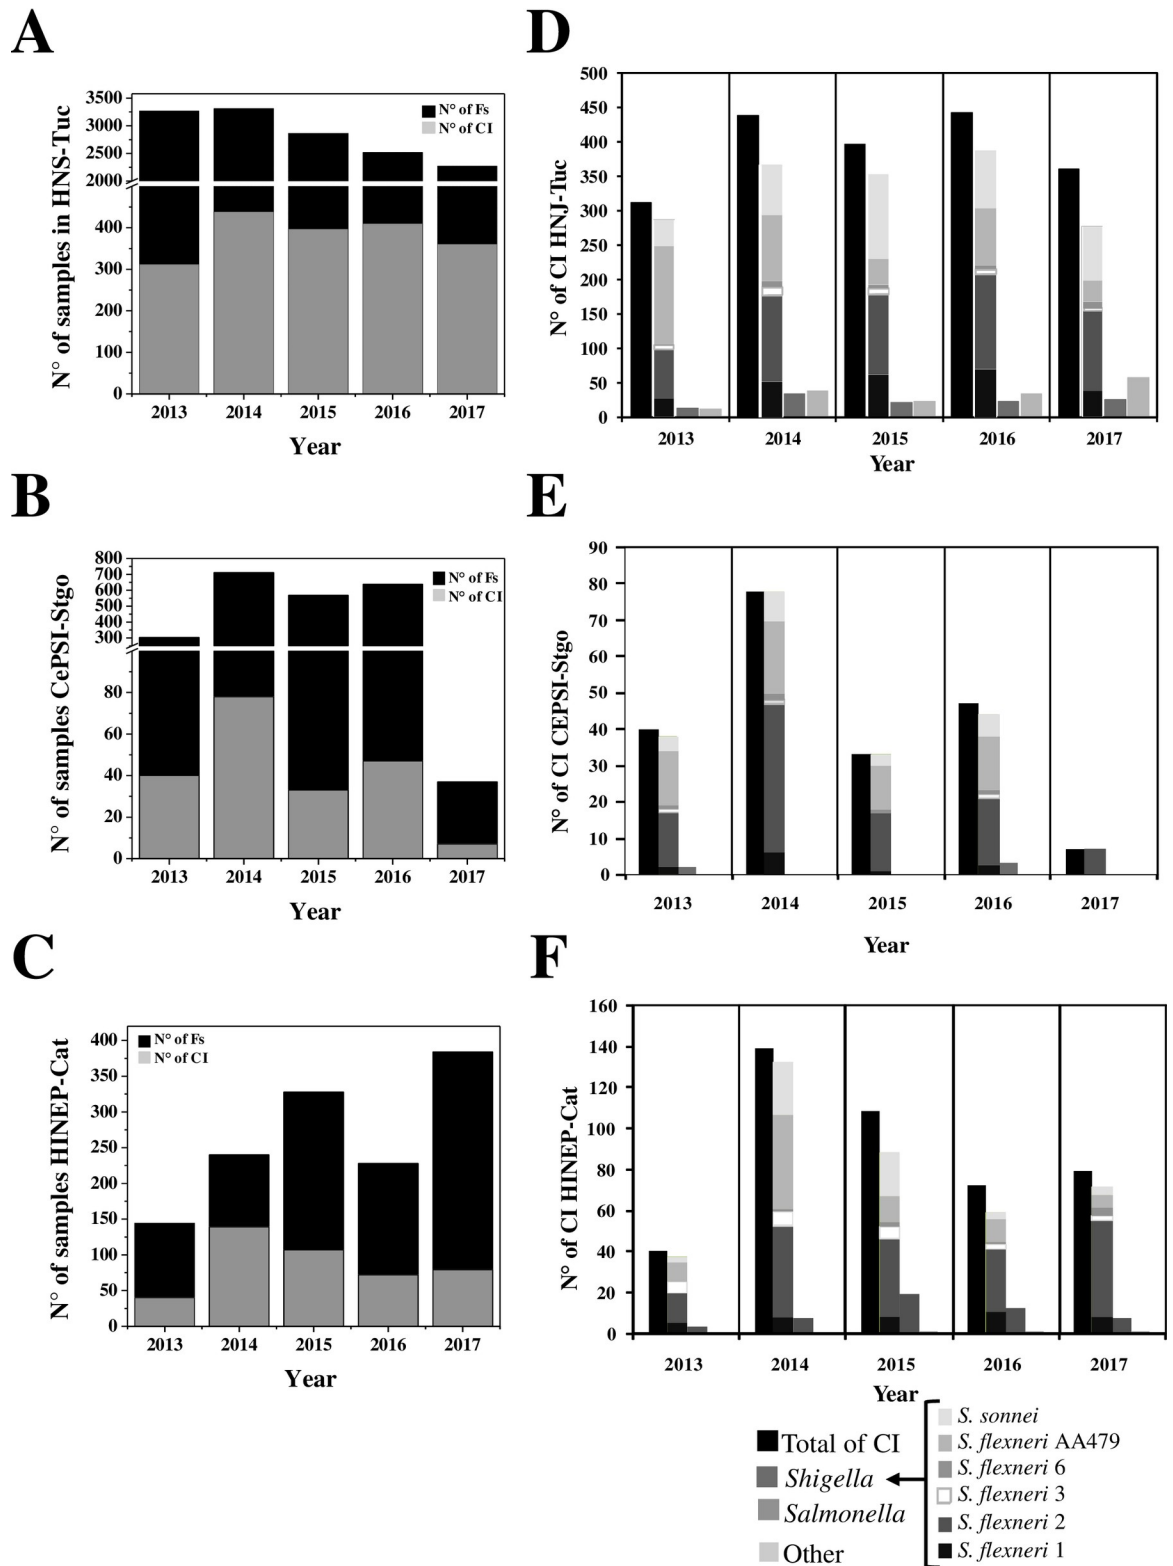 A
N° of samples in HNS-Tuc
3500
3000
2500
2000
400
300
200
100
0
N° of Fs
N° of CI
2013 2014 2015 2016 2017
Year
D
N° of CI HNJ-Tuc
500
450
400
350
300
250
200
150
100
50
0
2013 2014 2015 2016 2017
Year
B
N° of samples CePSI-Stgo
800
700
600
500
400
300
80
60
40
20
0
N° of Fs
N° of CI
2013 2014 2015 2016 2017
Year
E
N° of CI CEPSI-Stgo
90
80
70
60
50
40
30
20
10
0
2013 2014 2015 2016 2017
Year
C
N° of samples HINEP-Cat
400
350
300
250
200
150
100
50
0
N° of Fs
N° of CI
2013 2014 2015 2016 2017
Year
F
N° of CI HINEP-Cat
160
140
120
100
80
60
40
20
0
2013 2014 2015 2016 2017
Year
Total of CI
Shigella
Salmonella
Other
S. sonnei
S. flexneri AA479
S. flexneri 6
S. flexneri 3
S. flexneri 2
S. flexneri 1